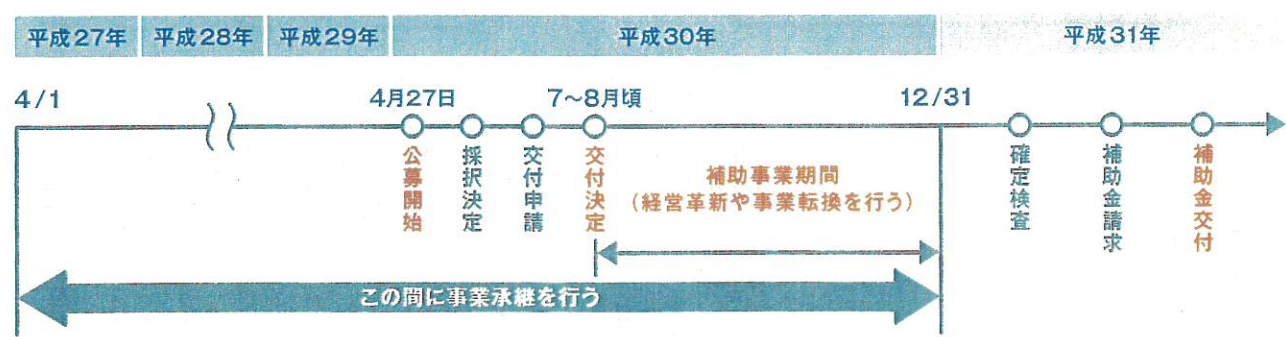 平成27年 平成28年 平成29年 平成30年 平成31年
4/1 4月27日 7〜8月頃 12/31
公募開始
採択決定
交付申請
交付決定
補助事業期間
(経営革新や事業転換を行う)
確定検査
補助金請求
補助金交付
この間に事業承継を行う